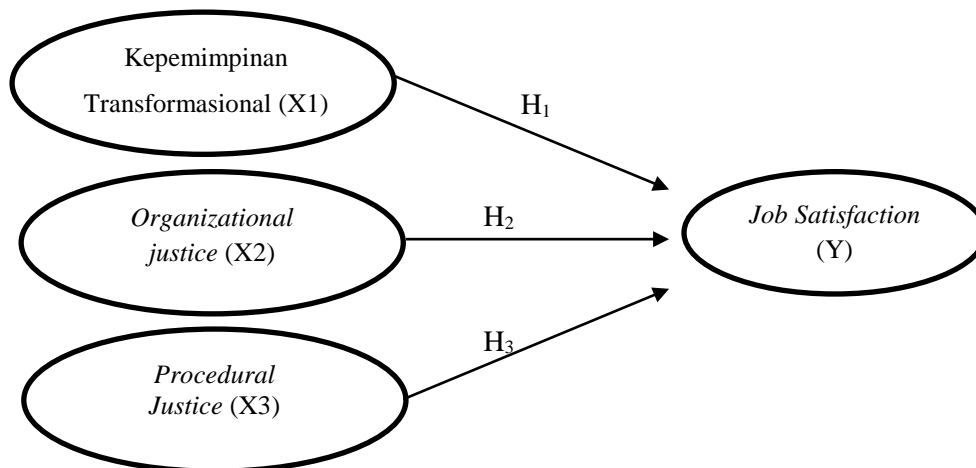 Kepemimpinan
Transformasional (X1)
H1
Organizational
justice (X2)
H2
Job Satisfaction
(Y)
H3
Procedural
Justice (X3)